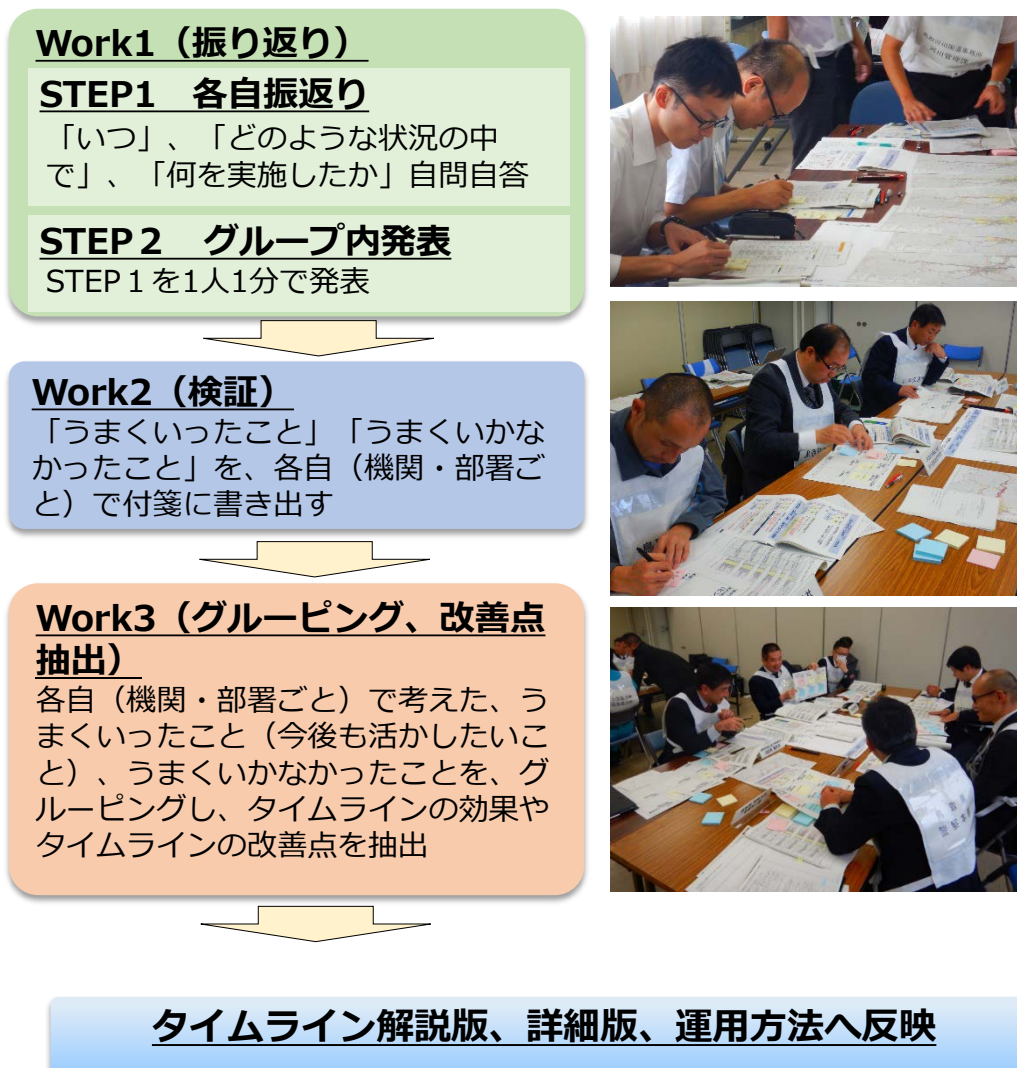 Work1（振り返り）
STEP1　各自振返り
「いつ」、「どのような状況の中
で」、「何を実施したか」自問自答
STEP２　グループ内発表
STEP１を1人1分で発表
Work2（検証）
「うまくいったこと」「うまくいかな
かったこと」を、各自（機関・部署ご
と）で付箋に書き出す
Work3（グルーピング、改善点
抽出）
各自（機関・部署ごと）で考えた、う
まくいったこと（今後も活かしたいこ
と）、うまくいかなかったことを、グ
ルーピングし、タイムラインの効果や
タイムラインの改善点を抽出
タイムライン解説版、詳細版、運用方法へ反映